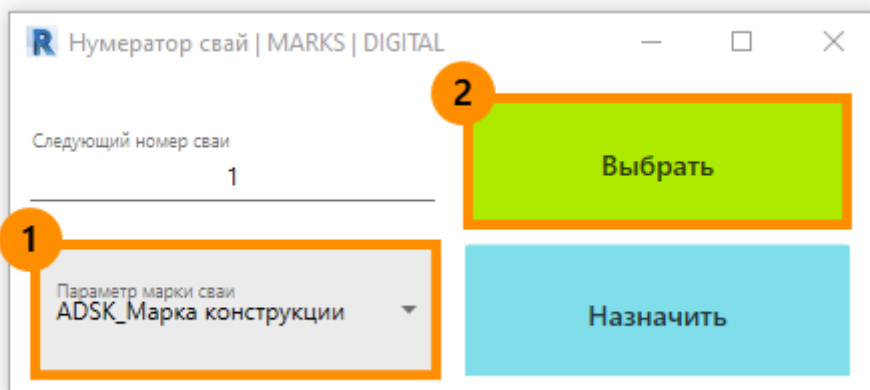 R Нумератор свай | MARKS | DIGITAL
2
Следующий номер сваи
1
Выбрать
1
Параметр марки сваи
ADSK_Марка конструкции
Назначить